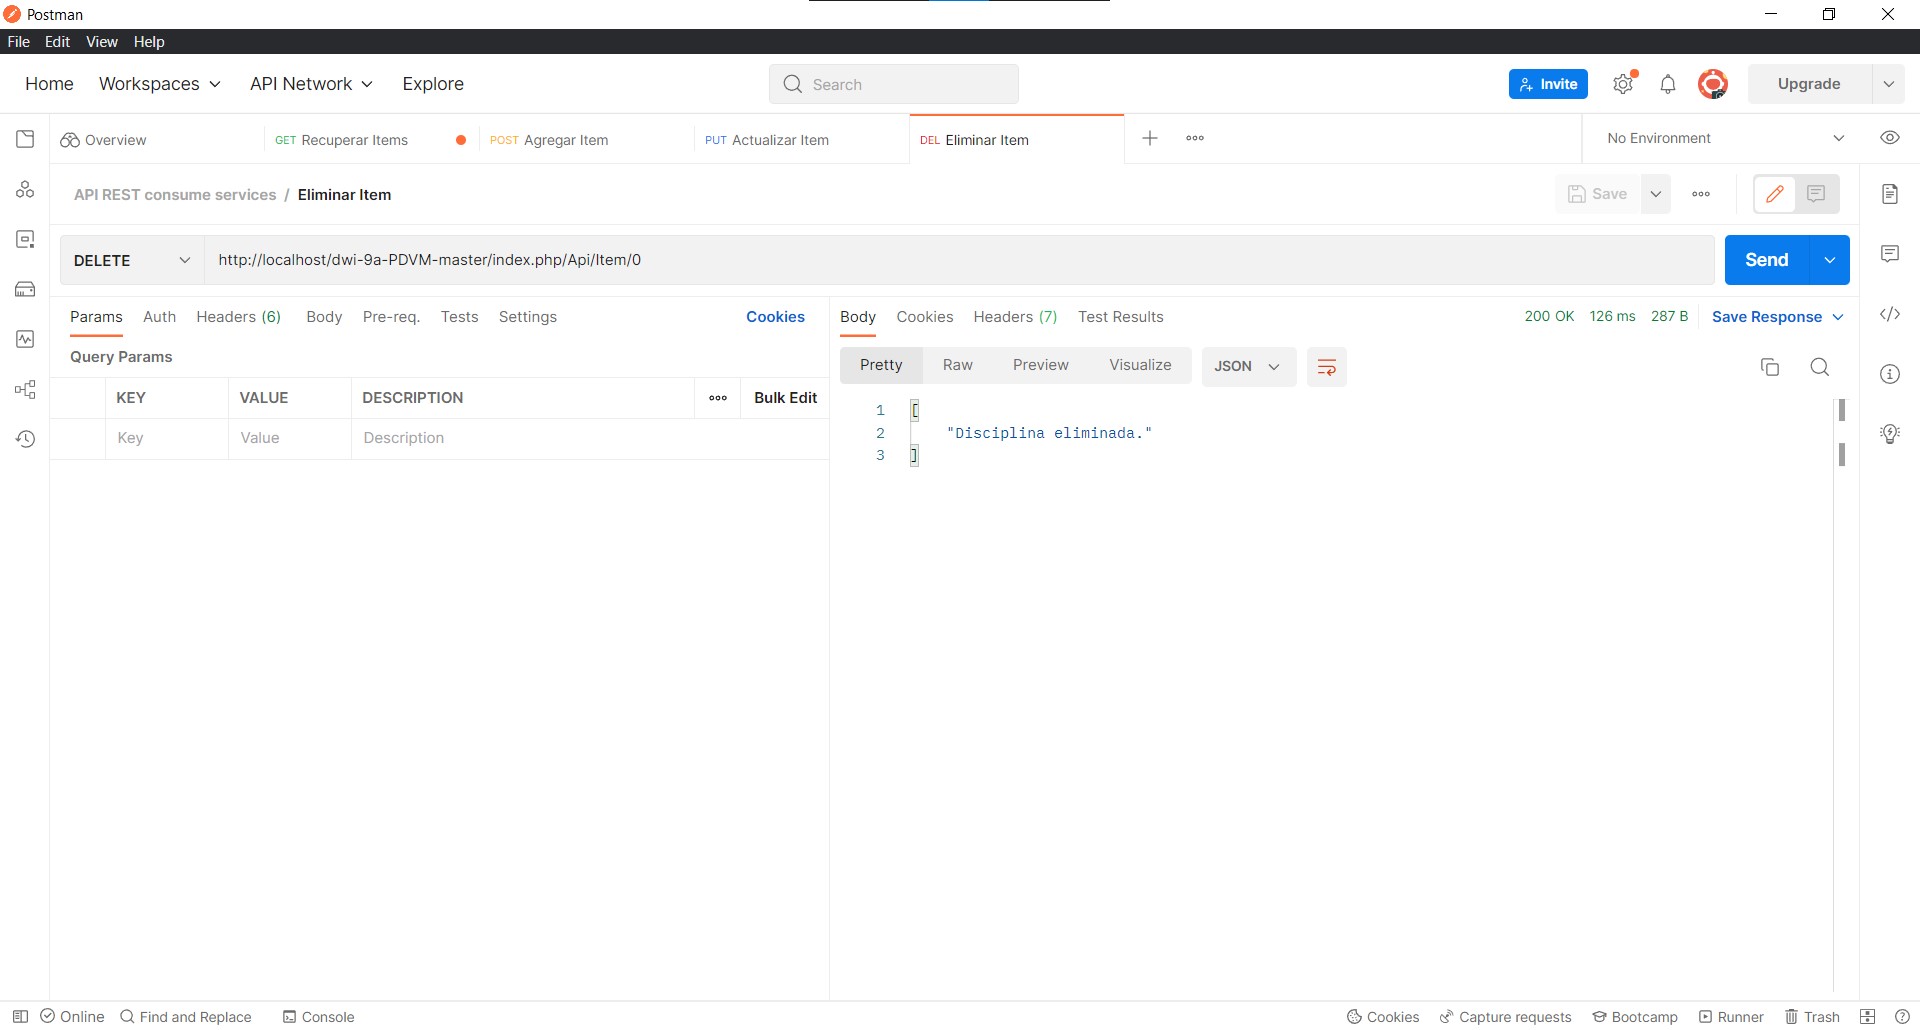 Postman
File Edit View Help
Home Workspaces API Network Explore Search Invite Upgrade
Overview GET Recuperar Items POST Agregar Item PUT Actualizar Item DEL Eliminar Item No Environment
API REST consume services / Eliminar Item Save
DELETE http://localhost/dwi-9a-PDVM-master/index.php/Api/Item/0 Send
Params Auth Headers (6) Body Pre-req. Tests Settings Cookies
Body Cookies Headers (7) Test Results 200 OK 126 ms 287 B Save Response
Query Params
Pretty Raw Preview Visualize JSON
KEY VALUE DESCRIPTION Bulk Edit
Key Value Description
1 [
2 "Disciplina eliminada."
3 ]
Online Find and Replace Console Cookies Capture requests Bootcamp Runner Trash